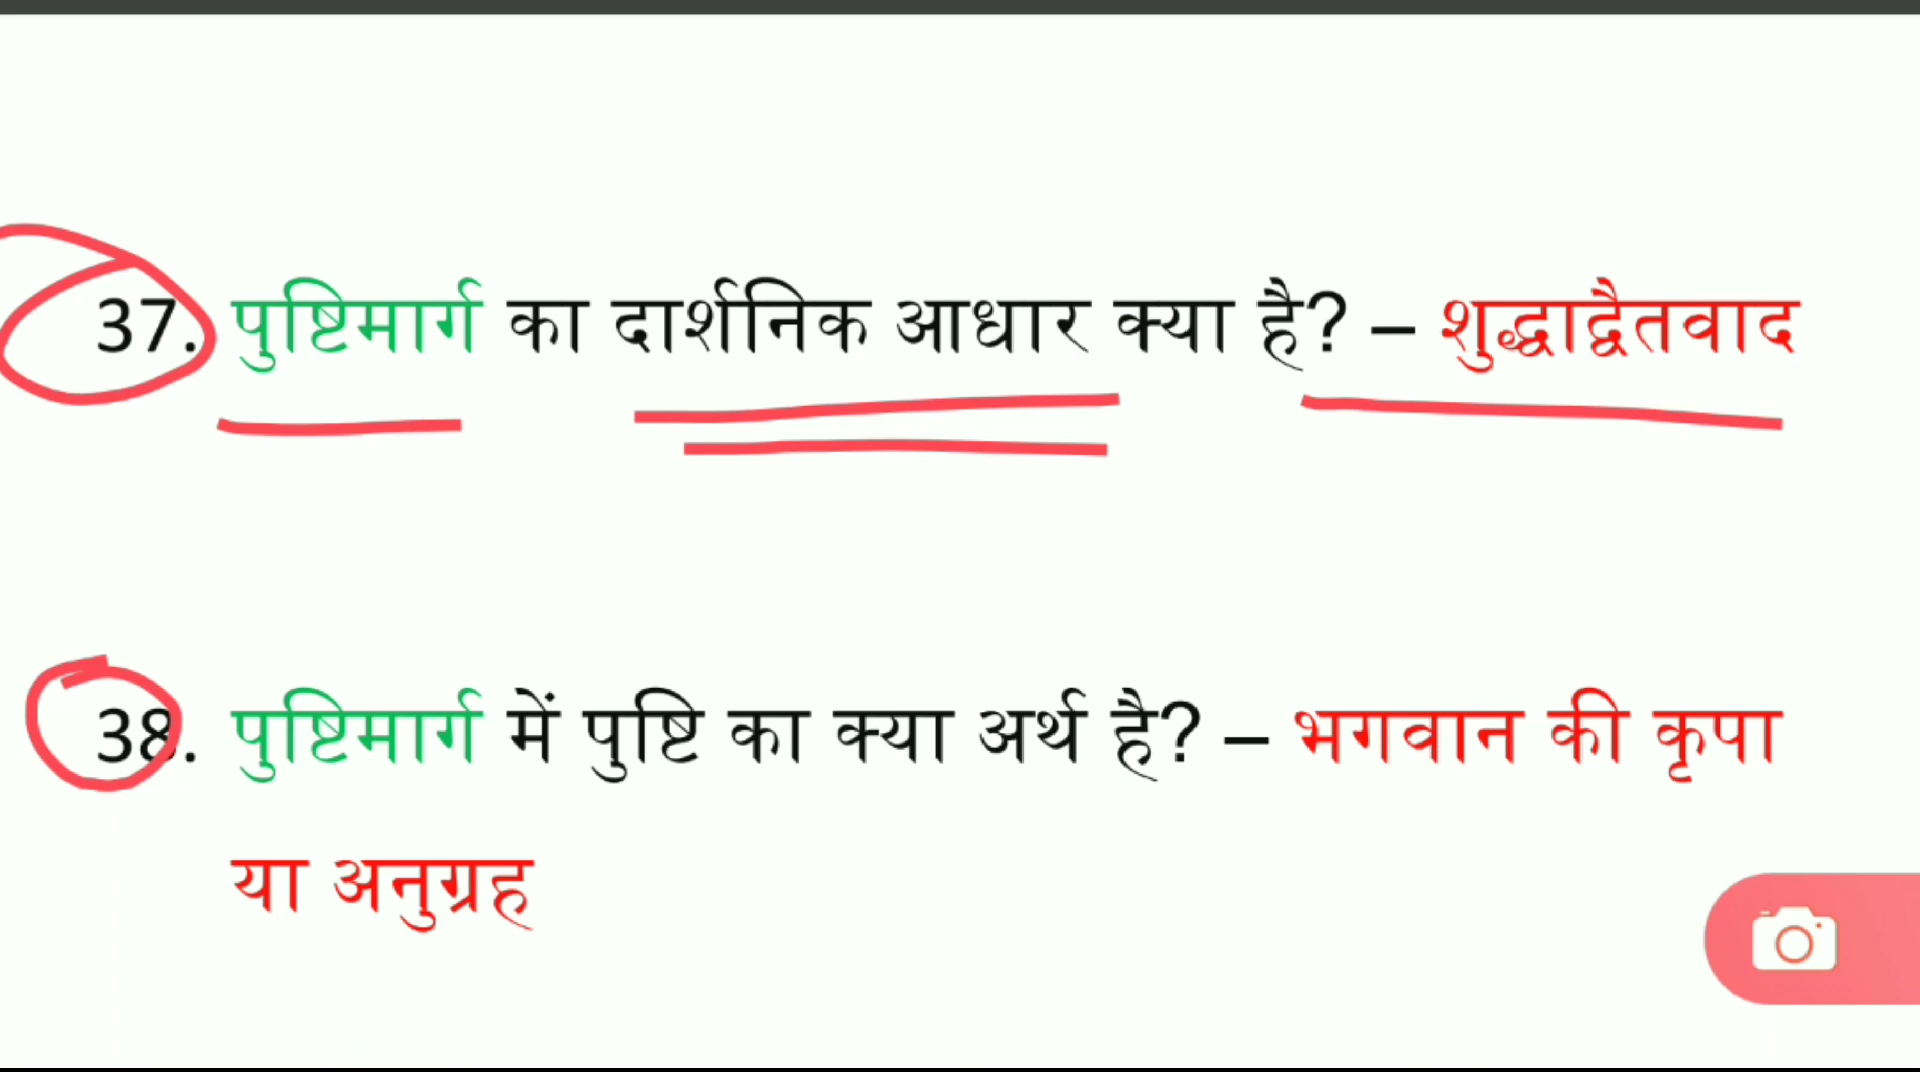 37. पुष्टिमार्ग का दार्शनिक आधार क्या है? – शुद्धाद्वैतवाद
38. पुष्टिमार्ग में पुष्टि का क्या अर्थ है? – भगवान की कृपा
या अनुग्रह